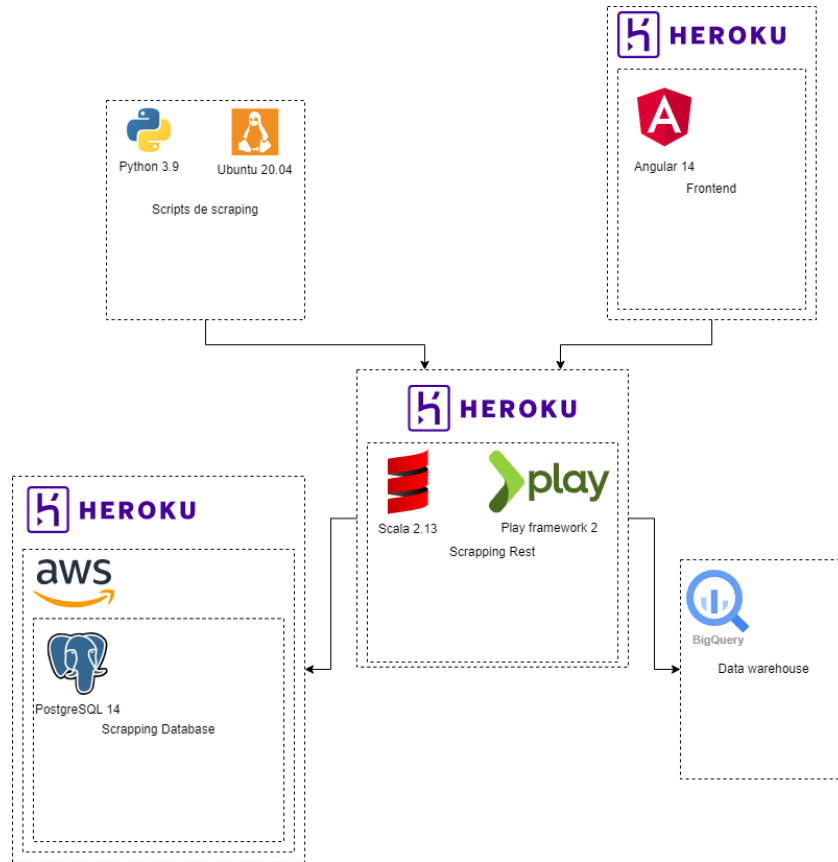 HEROKU
Angular 14
Frontend
Python 3.9
Ubuntu 20.04
Scripts de scraping
HEROKU
play
Scala 2.13
Play framework 2
Scrapping Rest
HEROKU
aws
PostgreSQL 14
Scrapping Database
BigQuery
Data warehouse